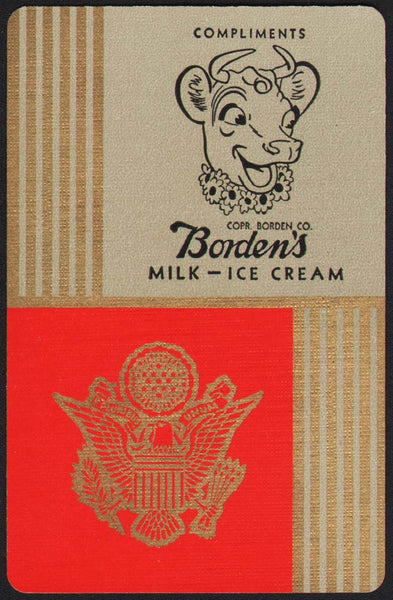 COMPLIMENTS
COPR. BORDEN CO.
Borden's
MILK — ICE CREAM